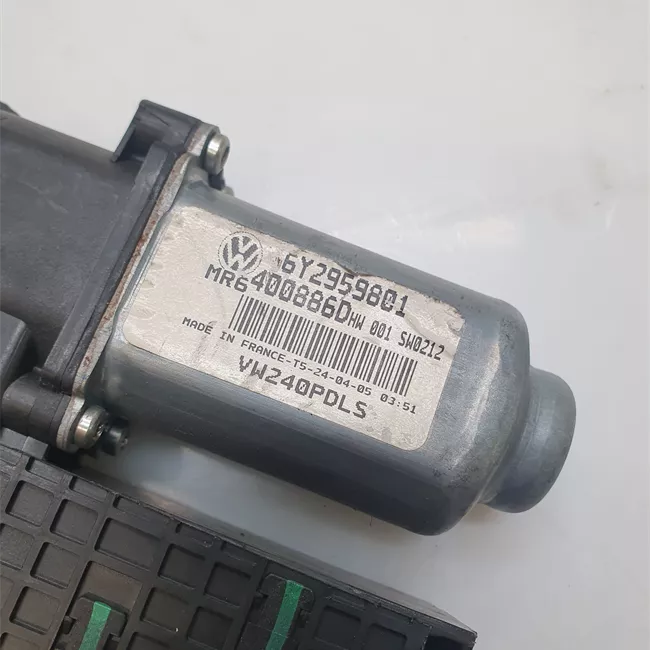 6Y2959801
MR6400886D HW 001 SW0212
MADE IN FRANCE-T5-24-04-05 03:51
VW240PDLS